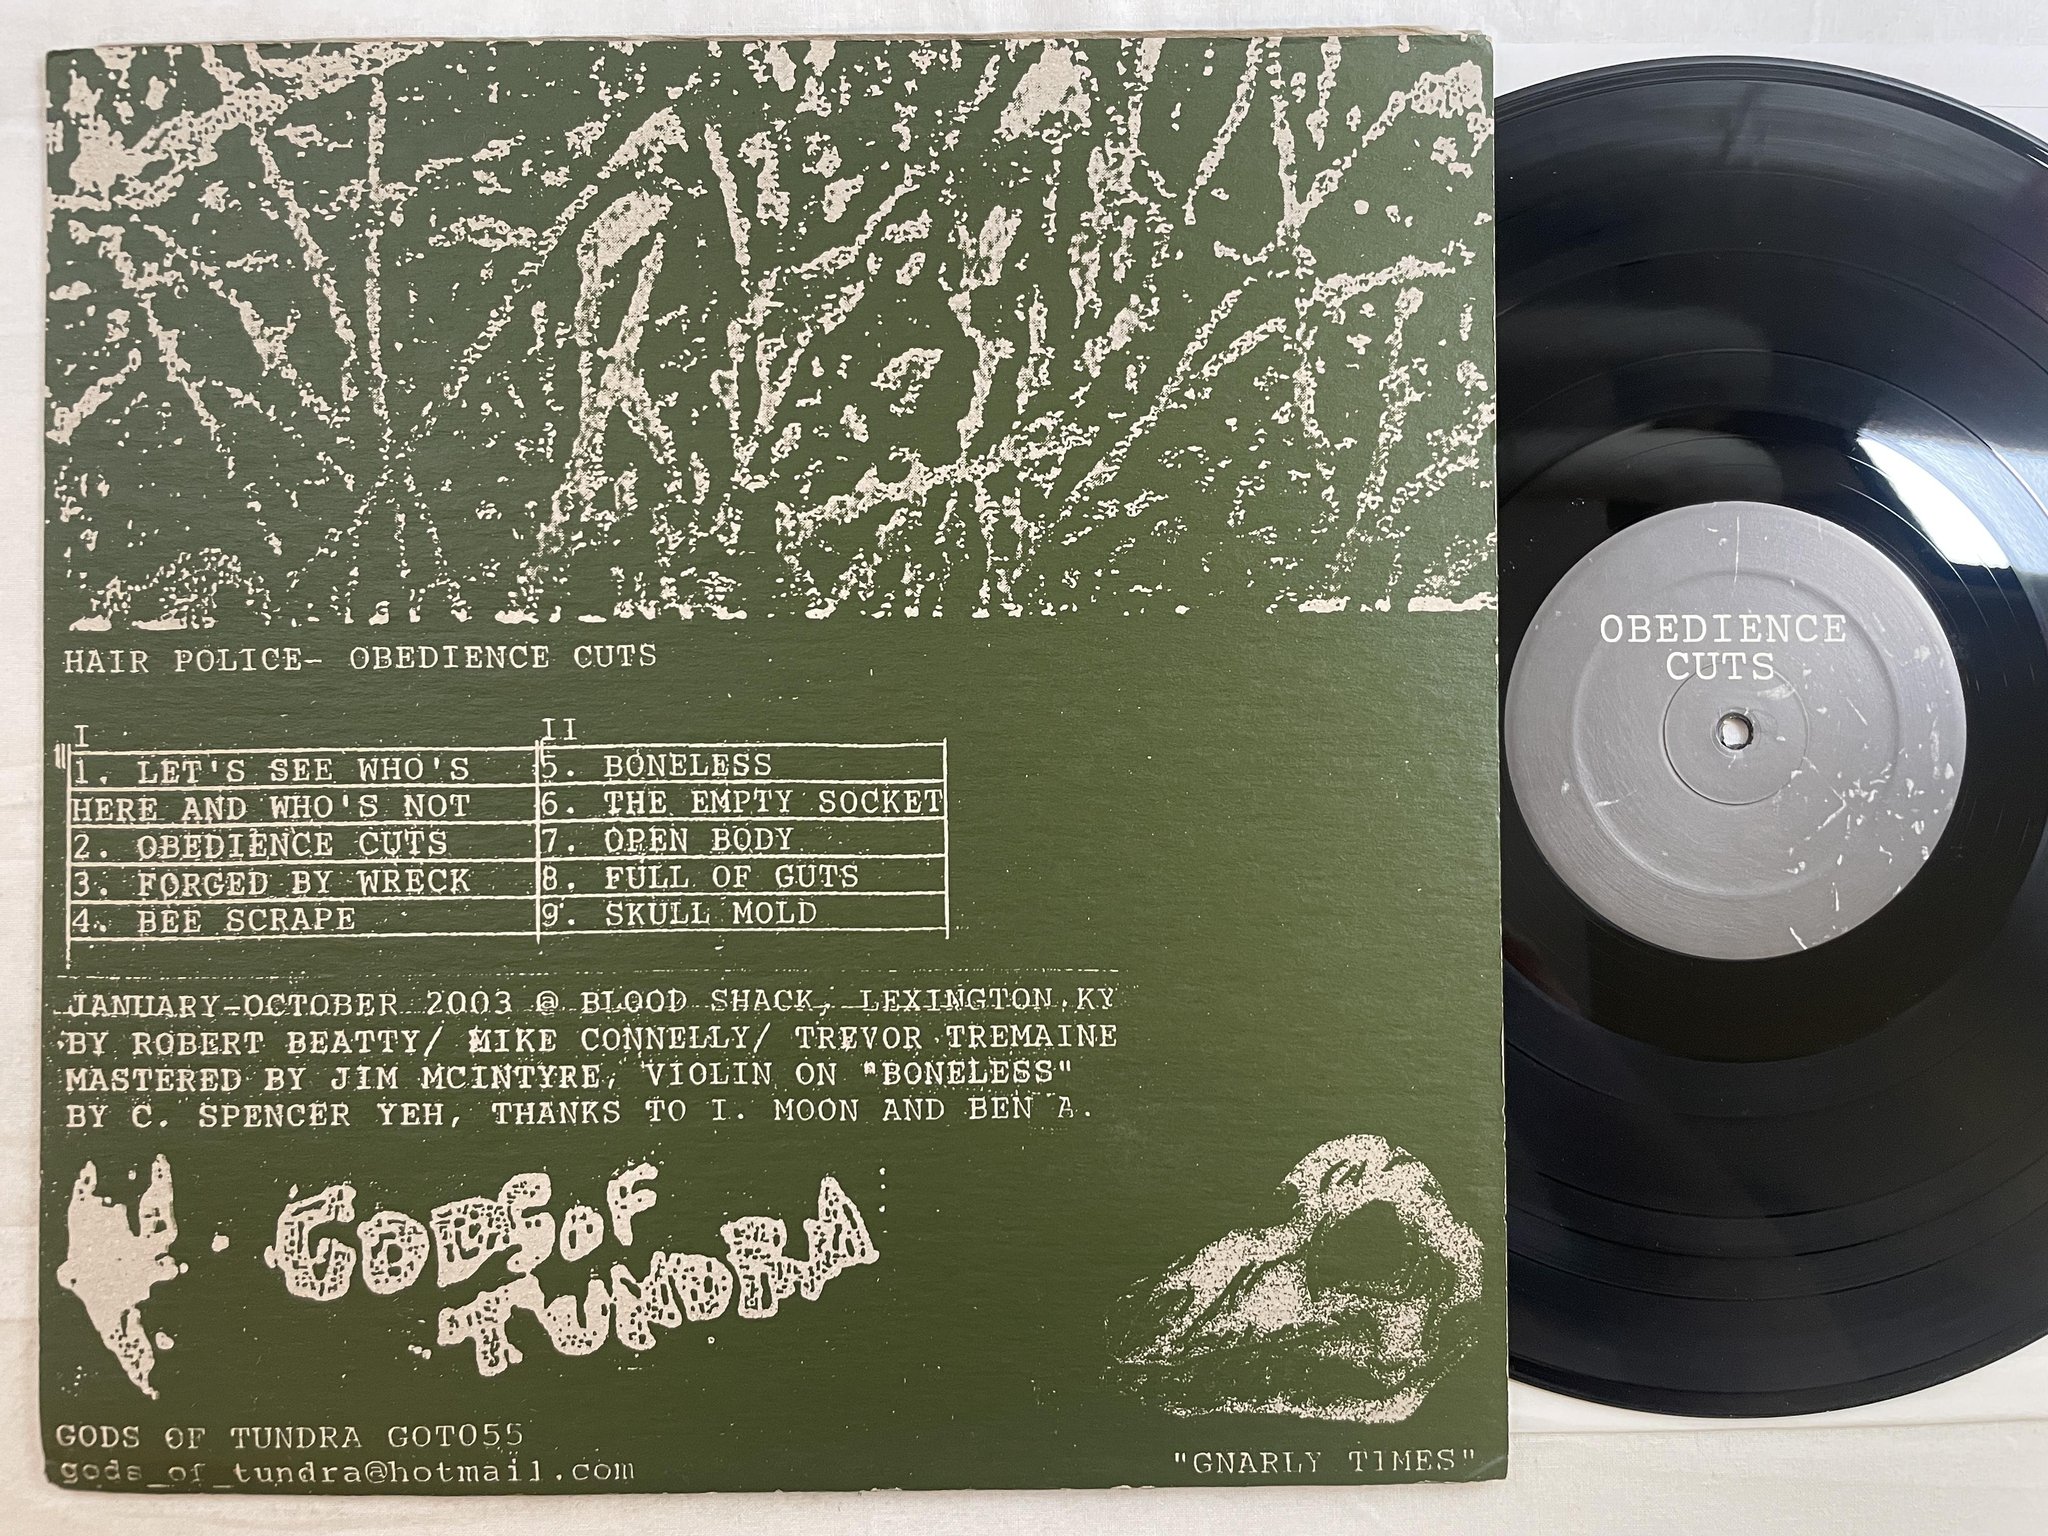 HAIR POLICE- OBEDIENCE CUTS
I
1. LET'S SEE WHO'S
HERE AND WHO'S NOT
2. OBEDIENCE CUTS
3. FORGED BY WRECK
4. BEE SCRAPE
II
5. BONELESS
6. THE EMPTY SOCKET
7. OPEN BODY
8. FULL OF GUTS
9. SKULL MOLD
JANUARY-OCTOBER 2003 @ BLOOD SHACK, LEXINGTON,KY
BY ROBERT BEATTY/ MIKE CONNELLY/ TREVOR TREMAINE
MASTERED BY JIM MCINTYRE, VIOLIN ON "BONELESS"
BY C. SPENCER YEH, THANKS TO I. MOON AND BEN A.
GODS OF
TUNDRA
GODS OF TUNDRA GOT055
gods_of_tundra@hotmail.com
"GNARLY TIMES"
OBEDIENCE
CUTS